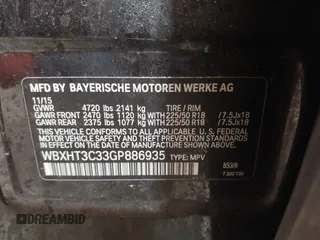 MFD BY BAYERISCHE MOTOREN WERKE AG
11/15
GVWR 4720 lbs 2141 kg TIRE / RIM
GAWR FRONT 2470 lbs 1120 kg WITH 225/50 R18 /7.5Jx18
GAWR REAR 2375 lbs 1077 kg WITH 225/50 R18 /7.5Jx18
THIS VEHICLE CONFORMS TO ALL APPLICABLE
FEDERAL MOTOR VEHICLE SAFETY, BUMPER,
AND THEFT PREVENTION STANDARDS IN EFFECT
ON THE DATE OF MANUFACTURE SHOWN ABOVE.
WBXHT3C33GP886935 TYPE: MPV
DREAMBID